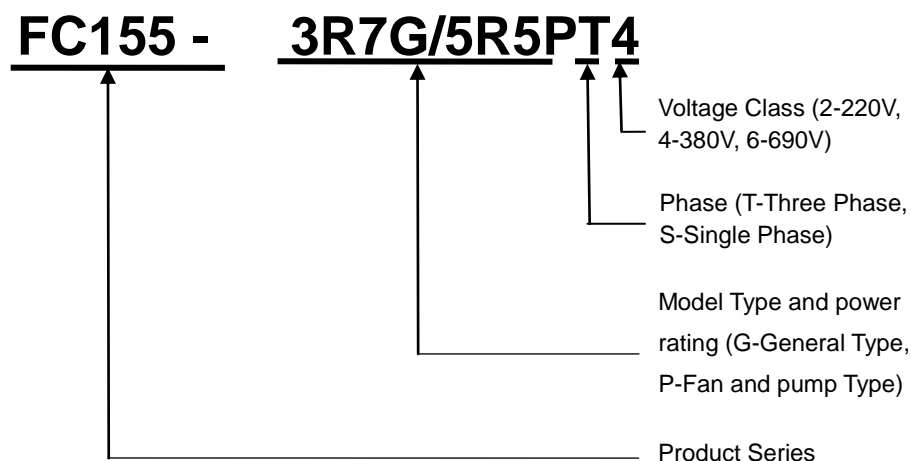 FC155 - 3R7G/5R5PT4
Voltage Class (2-220V,
4-380V, 6-690V)
Phase (T-Three Phase,
S-Single Phase)
Model Type and power
rating (G-General Type,
P-Fan and pump Type)
Product Series